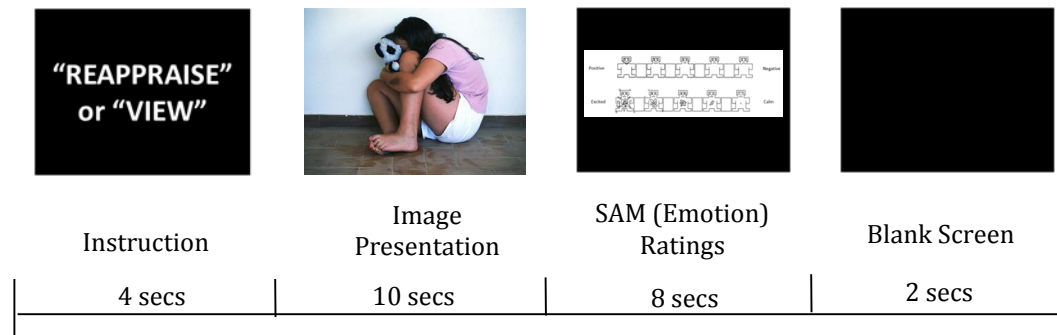 “REAPPRAISE”
or “VIEW”
Positive
Negative
Excited
Calm
Instruction
Image
Presentation
SAM (Emotion)
Ratings
Blank Screen
4 secs
10 secs
8 secs
2 secs